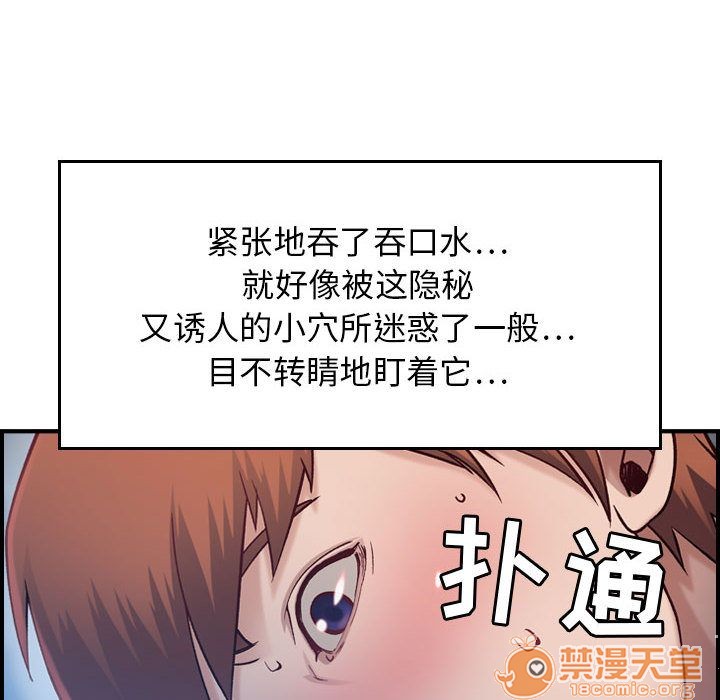 紧张地吞了吞口水...
就好像被这隐秘
又诱人的小穴所迷惑了一般...
目不转睛地盯着它...
扑通
禁漫天堂
18comic.org